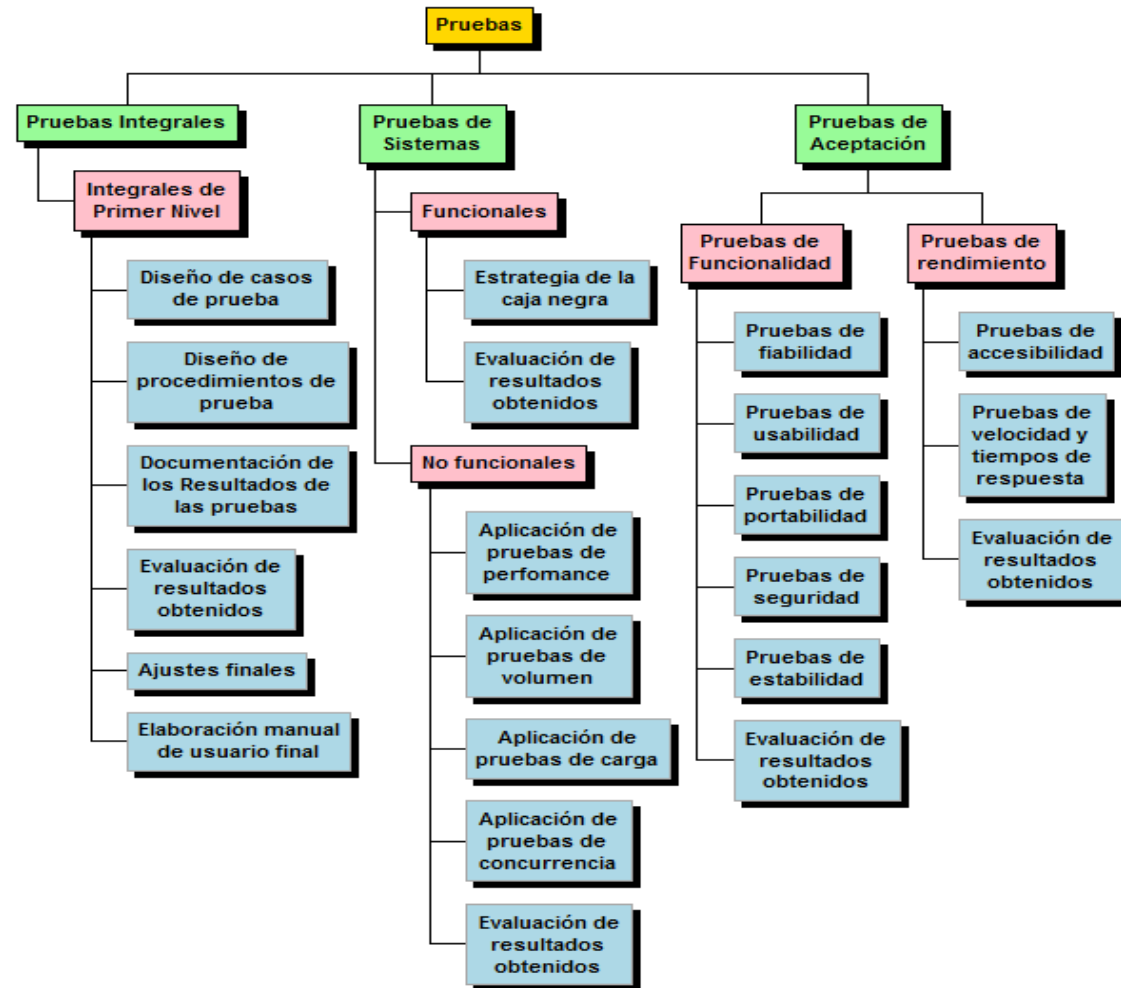 Pruebas
Pruebas Integrales
Integrales de
Primer Nivel
Diseño de casos
de prueba
Diseño de
procedimientos de
prueba
Documentación de
los Resultados de
las pruebas
Evaluación de
resultados
obtenidos
Ajustes finales
Elaboración manual
de usuario final
Pruebas de
Sistemas
Funcionales
Estrategia de la
caja negra
Evaluación de
resultados
obtenidos
No funcionales
Aplicación de
pruebas de
perfomance
Aplicación de
pruebas de
volumen
Aplicación de
pruebas de carga
Aplicación de
pruebas de
concurrencia
Evaluación de
resultados
obtenidos
Pruebas de
Aceptación
Pruebas de
Funcionalidad
Pruebas de
fiabilidad
Pruebas de
usabilidad
Pruebas de
portabilidad
Pruebas de
seguridad
Pruebas de
estabilidad
Evaluación de
resultados
obtenidos
Pruebas de
rendimiento
Pruebas de
accesibilidad
Pruebas de
velocidad y
tiempos de
respuesta
Evaluación de
resultados
obtenidos